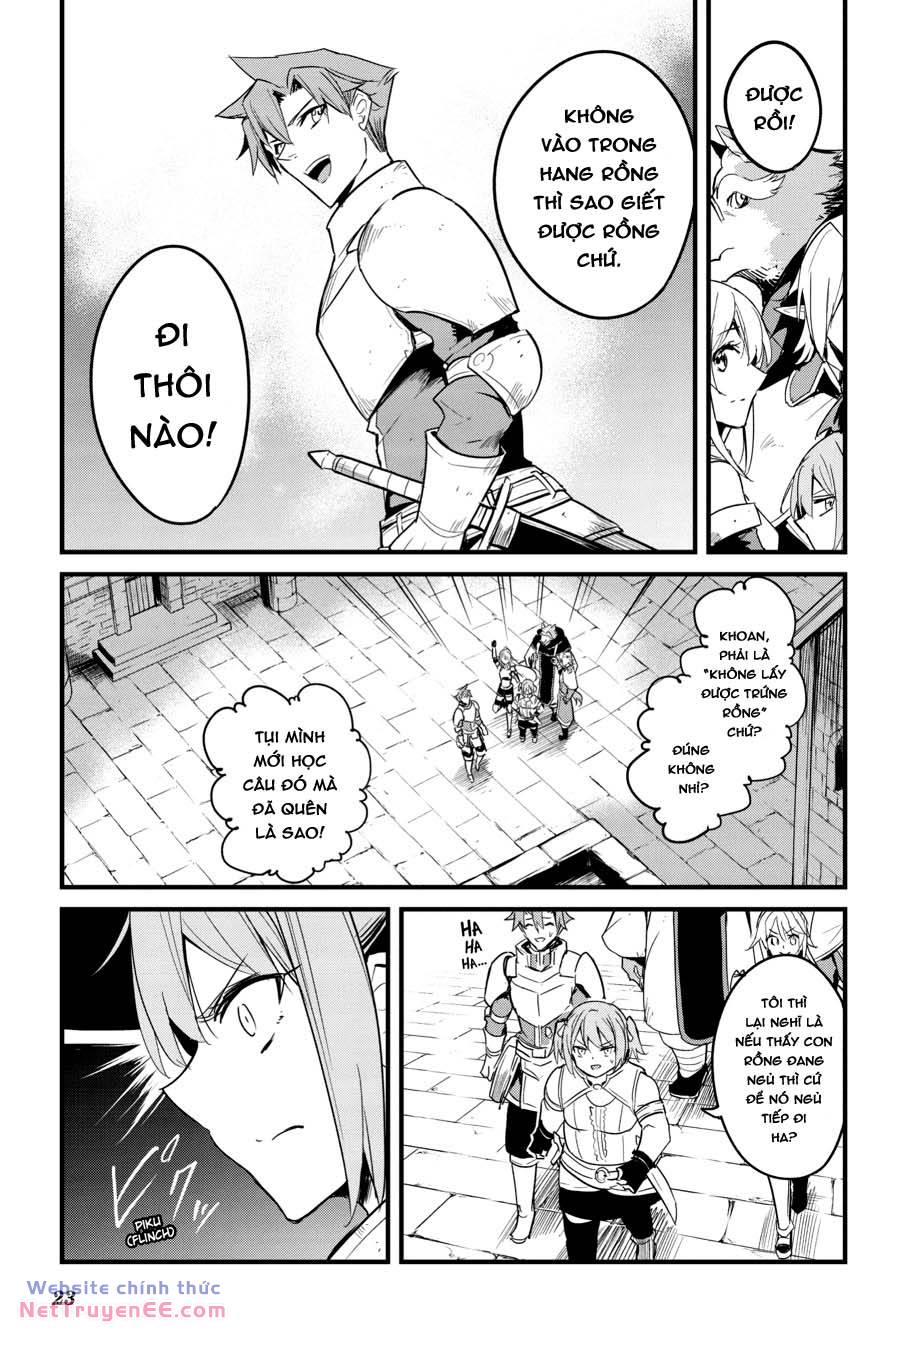 ĐƯỢC
RỒI!
KHÔNG
VÀO TRONG
HANG RỒNG
THÌ SAO GIẾT
ĐƯỢC RỒNG
CHỨ.
ĐI
THÔI
NÀO!
KHOAN,
PHẢI LÀ
"KHÔNG LẤY
ĐƯỢC TRỨNG
RỒNG"
CHỨ?
ĐÚNG
KHÔNG
NHỈ?
TỤI MÌNH
MỚI HỌC
CÂU ĐÓ MÀ
ĐÃ QUÊN
LÀ SAO!
HA
HA
HA...
TÔI THÌ
LẠI NGHĨ LÀ
NẾU THẤY CON
RỒNG ĐANG
NGỦ THÌ CỨ
ĐỂ NÓ NGỦ
TIẾP ĐI
HA?
ピクッ
PIKU
(FLINCH)
23
Website chính thức
NetTruyenEE.com